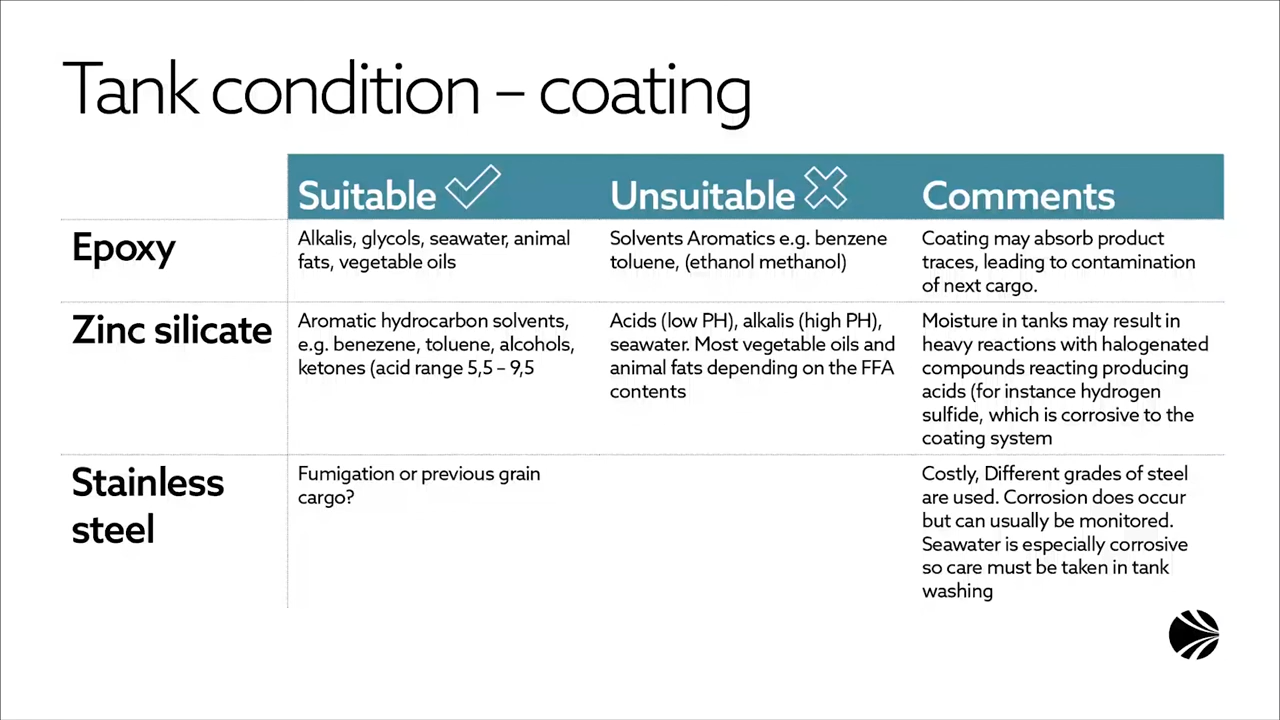 Tank condition – coating
Suitable
Unsuitable
Comments
Epoxy
Alkalis, glycols, seawater, animal
fats, vegetable oils
Solvents Aromatics e.g. benzene
toluene, (ethanol methanol)
Coating may absorb product
traces, leading to contamination
of next cargo.
Zinc silicate
Aromatic hydrocarbon solvents,
e.g. benezene, toluene, alcohols,
ketones (acid range 5,5 – 9,5
Acids (low PH), alkalis (high PH),
seawater. Most vegetable oils and
animal fats depending on the FFA
contents
Moisture in tanks may result in
heavy reactions with halogenated
compounds reacting producing
acids (for instance hydrogen
sulfide, which is corrosive to the
coating system
Stainless
steel
Fumigation or previous grain
cargo?
Costly, Different grades of steel
are used. Corrosion does occur
but can usually be monitored.
Seawater is especially corrosive
so care must be taken in tank
washing